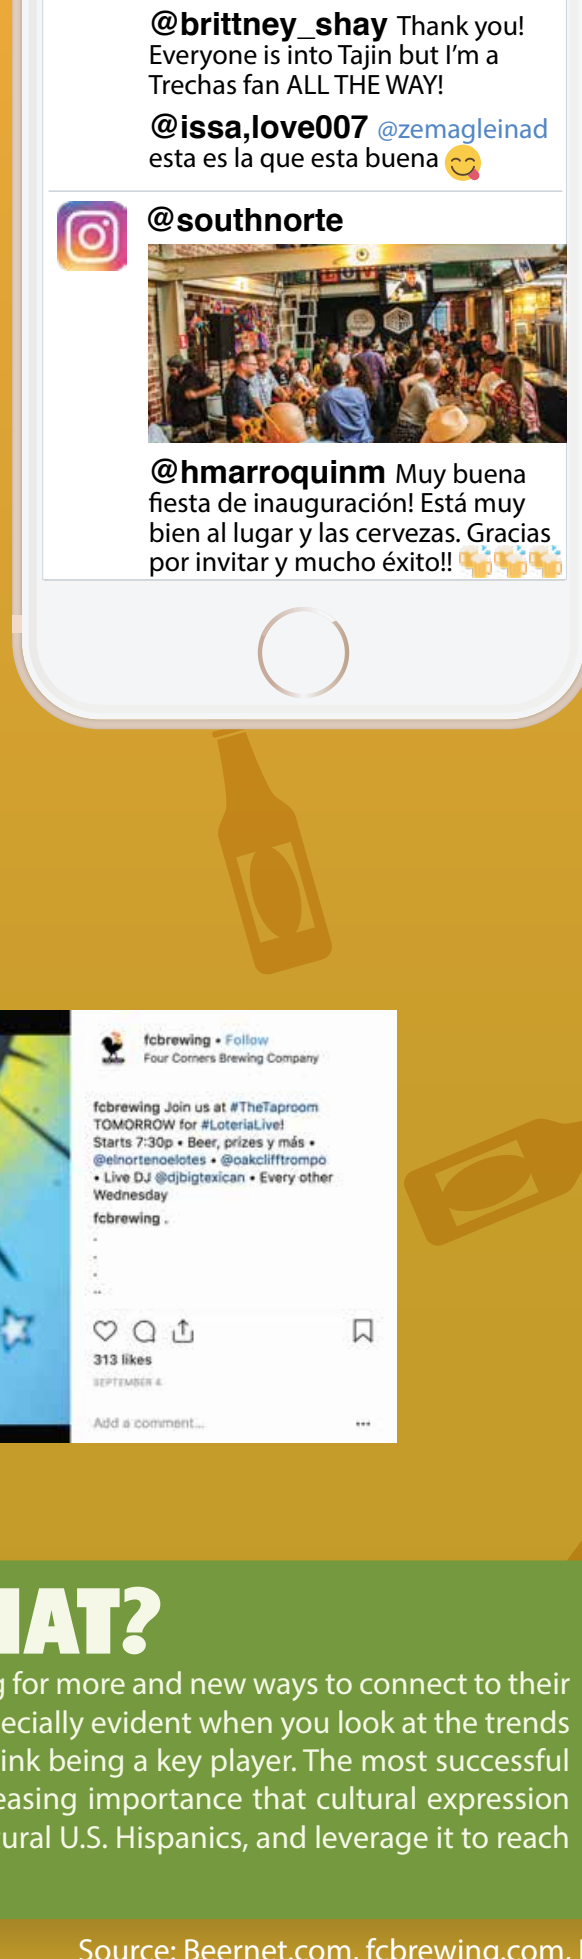 @brittney_shay Thank you!
Everyone is into Tajin but I'm a
Trechas fan ALL THE WAY!
@issa,love007 @zemagleinad
esta es la que esta buena
@southnorte
@hmarroquinm Muy buena
fiesta de inauguración! Está muy
bien al lugar y las cervezas. Gracias
por invitar y mucho éxito!!
fcbrewing • Follow
Four Corners Brewing Company
fcbrewing Join us at #TheTaproom
TOMORROW for #LoteriaLive!
Starts 7:30p • Beer, prizes y más •
@elnortenoelotes • @oakclifftrompo
• Live DJ @djbigtexican • Every other
Wednesday
fcbrewing .
.
.
.
..
313 likes
SEPTEMBER 4
Add a comment...
HAT?
g for more and new ways to connect to their
pecially evident when you look at the trends
ink being a key player. The most successful
easing importance that cultural expression
ural U.S. Hispanics, and leverage it to reach
Source: Beernet.com, fcbrewing.com,